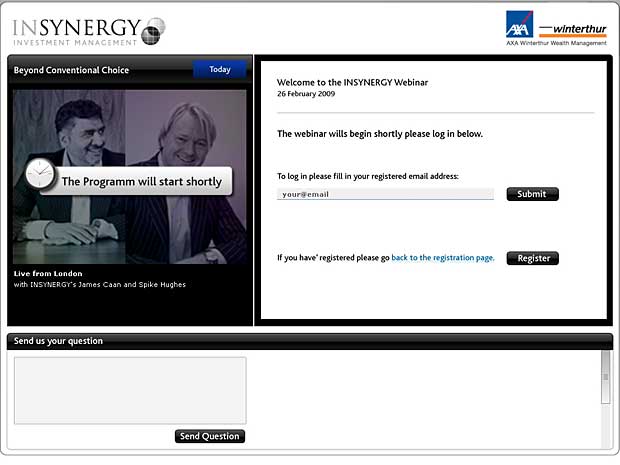 INSYNERGY
INVESTMENT MANAGEMENT
AXA
winterthur
AXA Winterthur Wealth Management
Beyond Conventional Choice
Today
The Programm will start shortly
Live from London
with INSYNERGY's James Caan and Spike Hughes
Welcome to the INSYNERGY Webinar
26 February 2009
The webinar wills begin shortly please log in below.
To log in please fill in your registered email address:
your@email
Submit
If you have' registered please go back to the registration page.
Register
Send us your question
Send Question